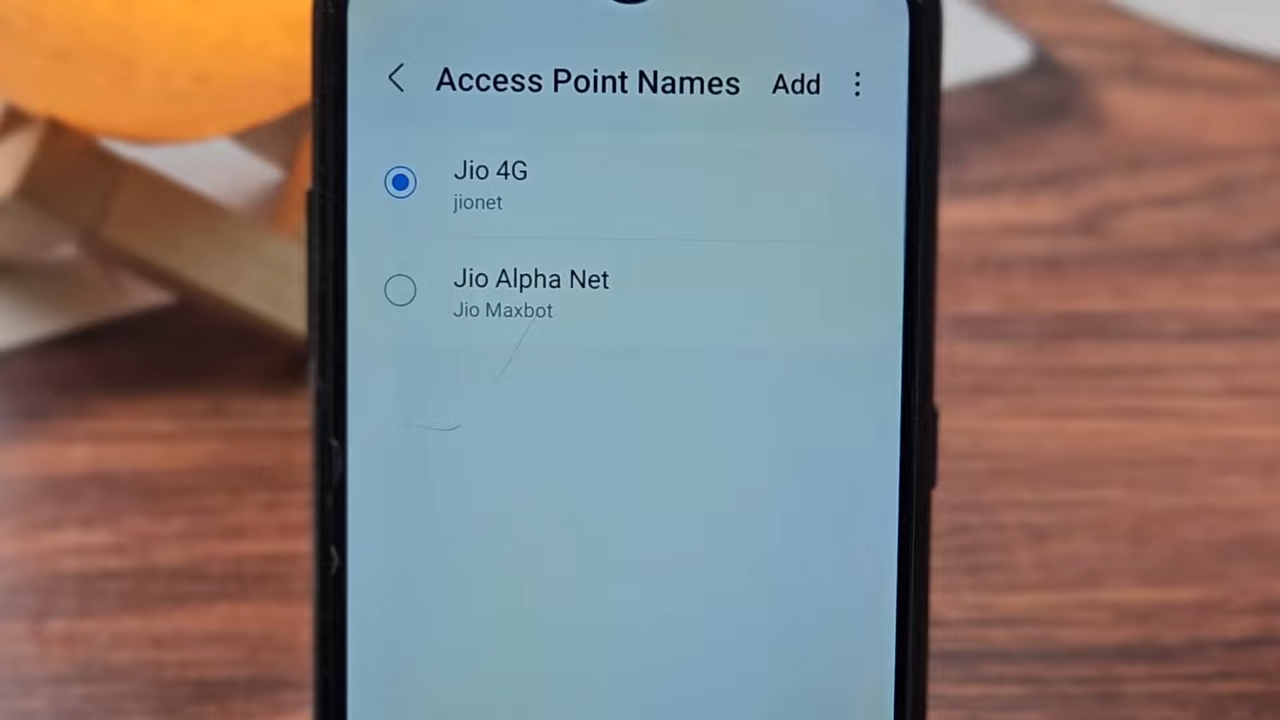 Access Point Names Add
Jio 4G
jionet
Jio Alpha Net
Jio Maxbot